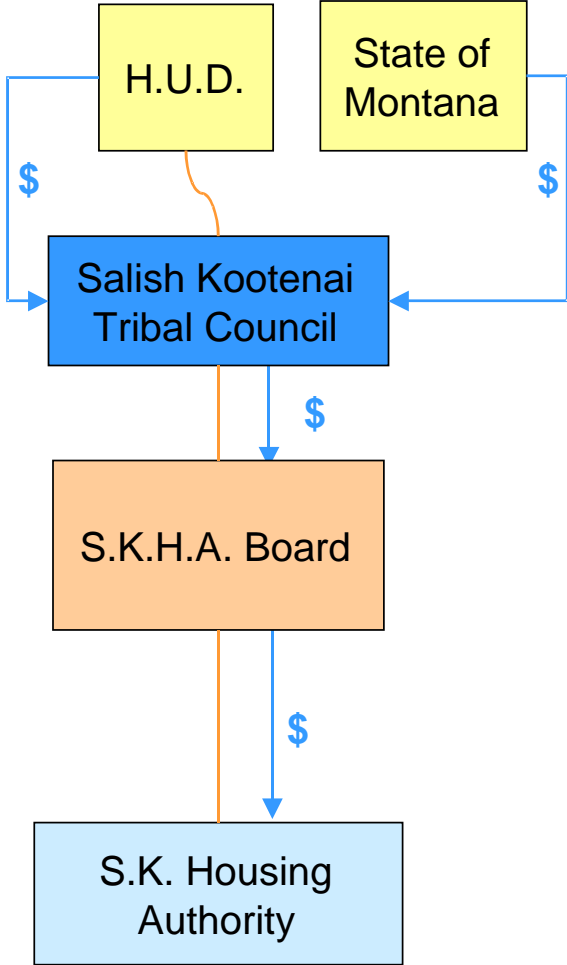 H.U.D.
State of
Montana
$
$
Salish Kootenai
Tribal Council
$
S.K.H.A. Board
$
S.K. Housing
Authority